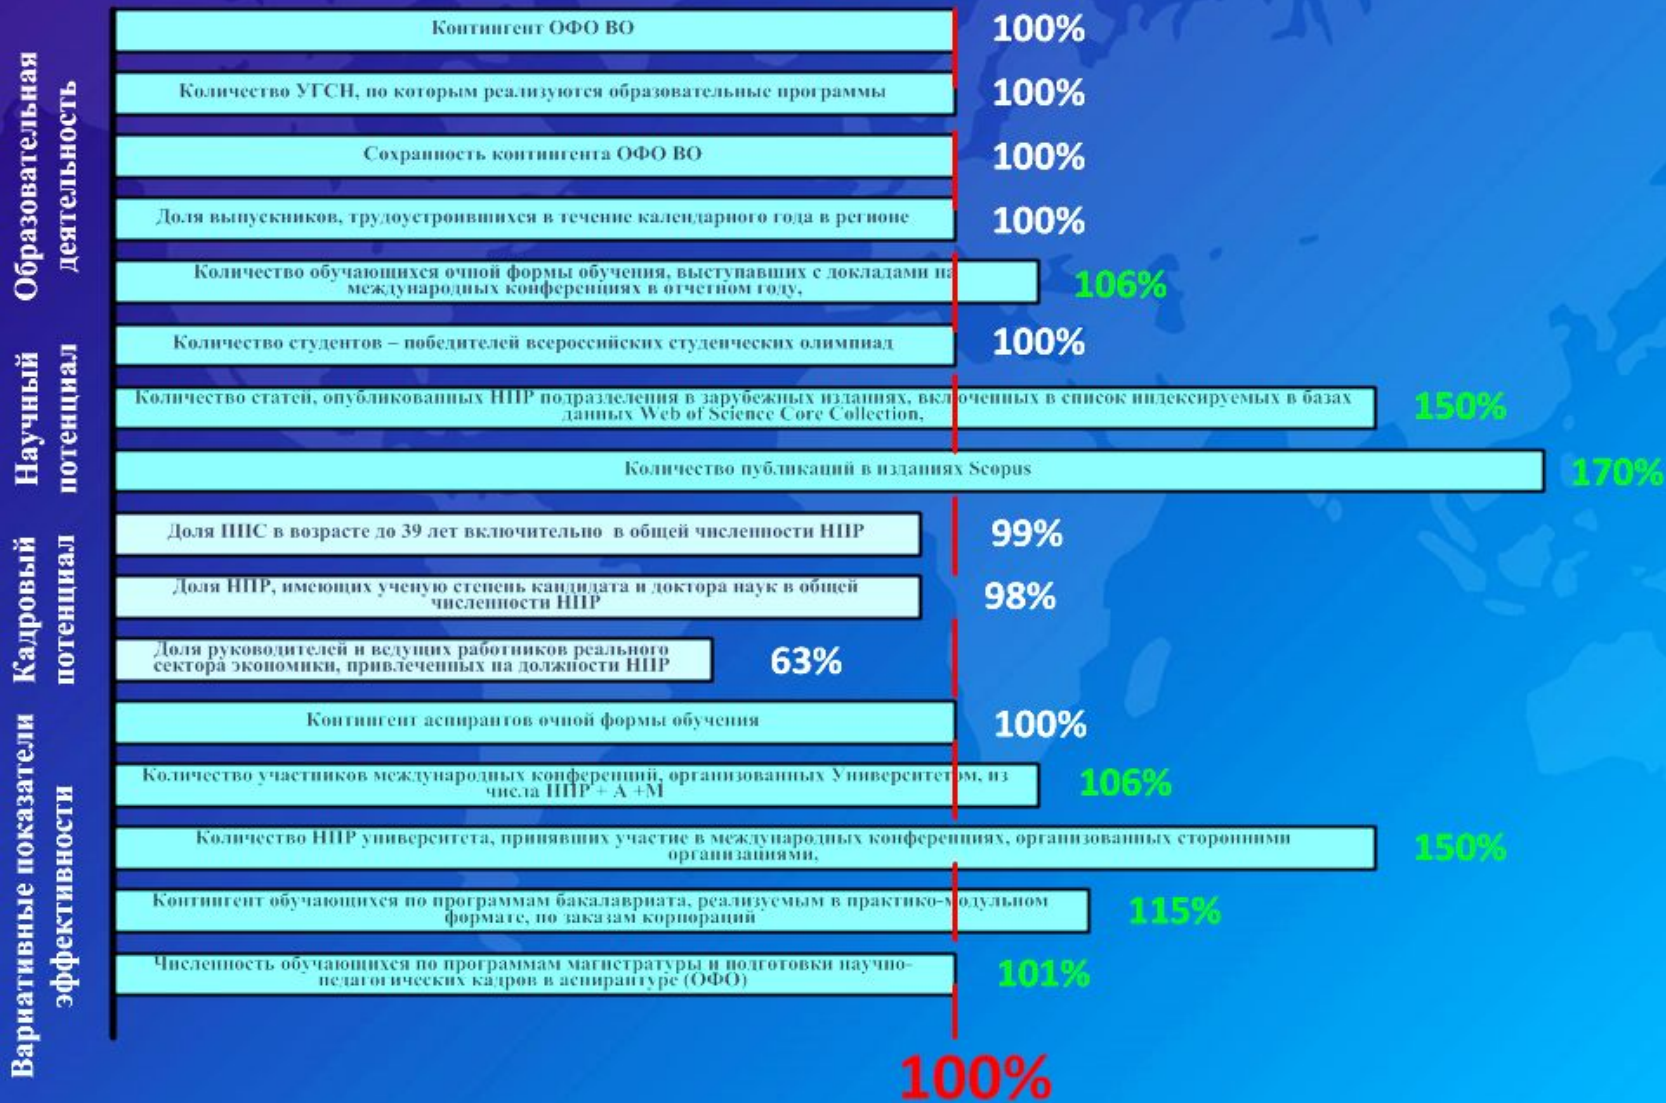 Образовательная
деятельность
Контингент ОФО ВО
100%
Количество УГСН, по которым реализуются образовательные программы
100%
Сохранность контингента ОФО ВО
100%
Доля выпускников, трудоустроившихся в течение календарного года в регионе
100%
Количество обучающихся очной формы обучения, выступавших с докладами на
международных конференциях в отчетном году,
106%
Научный
потенциал
Количество студентов – победителей всероссийских студенческих олимпиад
100%
Количество статей, опубликованных НПР подразделения в зарубежных изданиях, включенных в список индексируемых в базах
данных Web of Science Core Collection,
150%
Количество публикаций в изданиях Scopus
170%
Кадровый
потенциал
Доля ППС в возрасте до 39 лет включительно в общей численности НПР
99%
Доля НПР, имеющих ученую степень кандидата и доктора наук в общей
численности НПР
98%
Доля руководителей и ведущих работников реального
сектора экономики, привлеченных на должности НПР
63%
Вариативные показатели
эффективности
Контингент аспирантов очной формы обучения
100%
Количество участников международных конференций, организованных Университетом, из
числа НПР + А +М
106%
Количество НПР университета, принявших участие в международных конференциях, организованных сторонними
организациями,
150%
Контингент обучающихся по программам бакалавриата, реализуемым в практико-модульном
формате, по заказам корпораций
115%
Численность обучающихся по программам магистратуры и подготовки научно-
педагогических кадров в аспирантуре (ОФО)
101%
100%